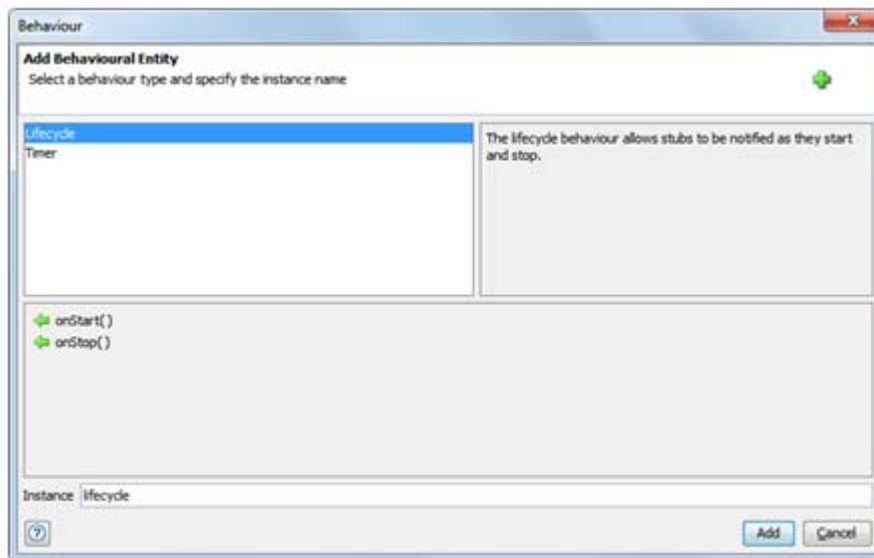 Behaviour
Add Behavioural Entity
Select a behaviour type and specify the instance name
Lifecycle
Timer
The lifecycle behaviour allows stubs to be notified as they start
and stop.
onStart()
onStop()
Instance lifecycle
Add Cancel